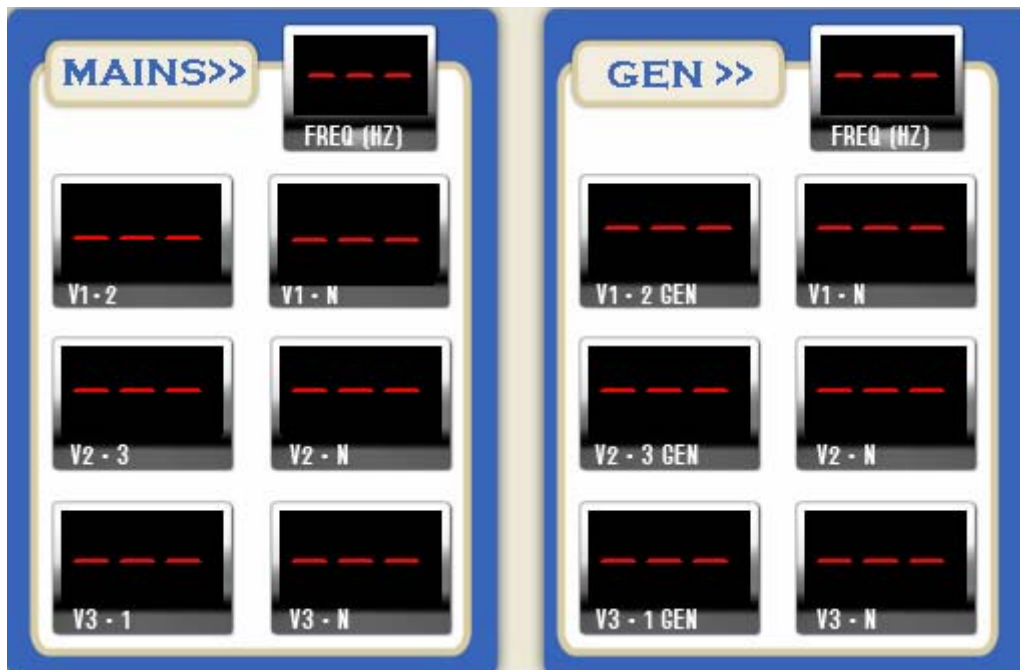 MAINS>>
– – –
FREQ (HZ)
– – –
V1 - 2
– – –
V1 - N
– – –
V2 - 3
– – –
V2 - N
– – –
V3 - 1
– – –
V3 - N
GEN >>
– – –
FREQ (HZ)
– – –
V1 - 2 GEN
– – –
V1 - N
– – –
V2 - 3 GEN
– – –
V2 - N
– – –
V3 - 1 GEN
– – –
V3 - N